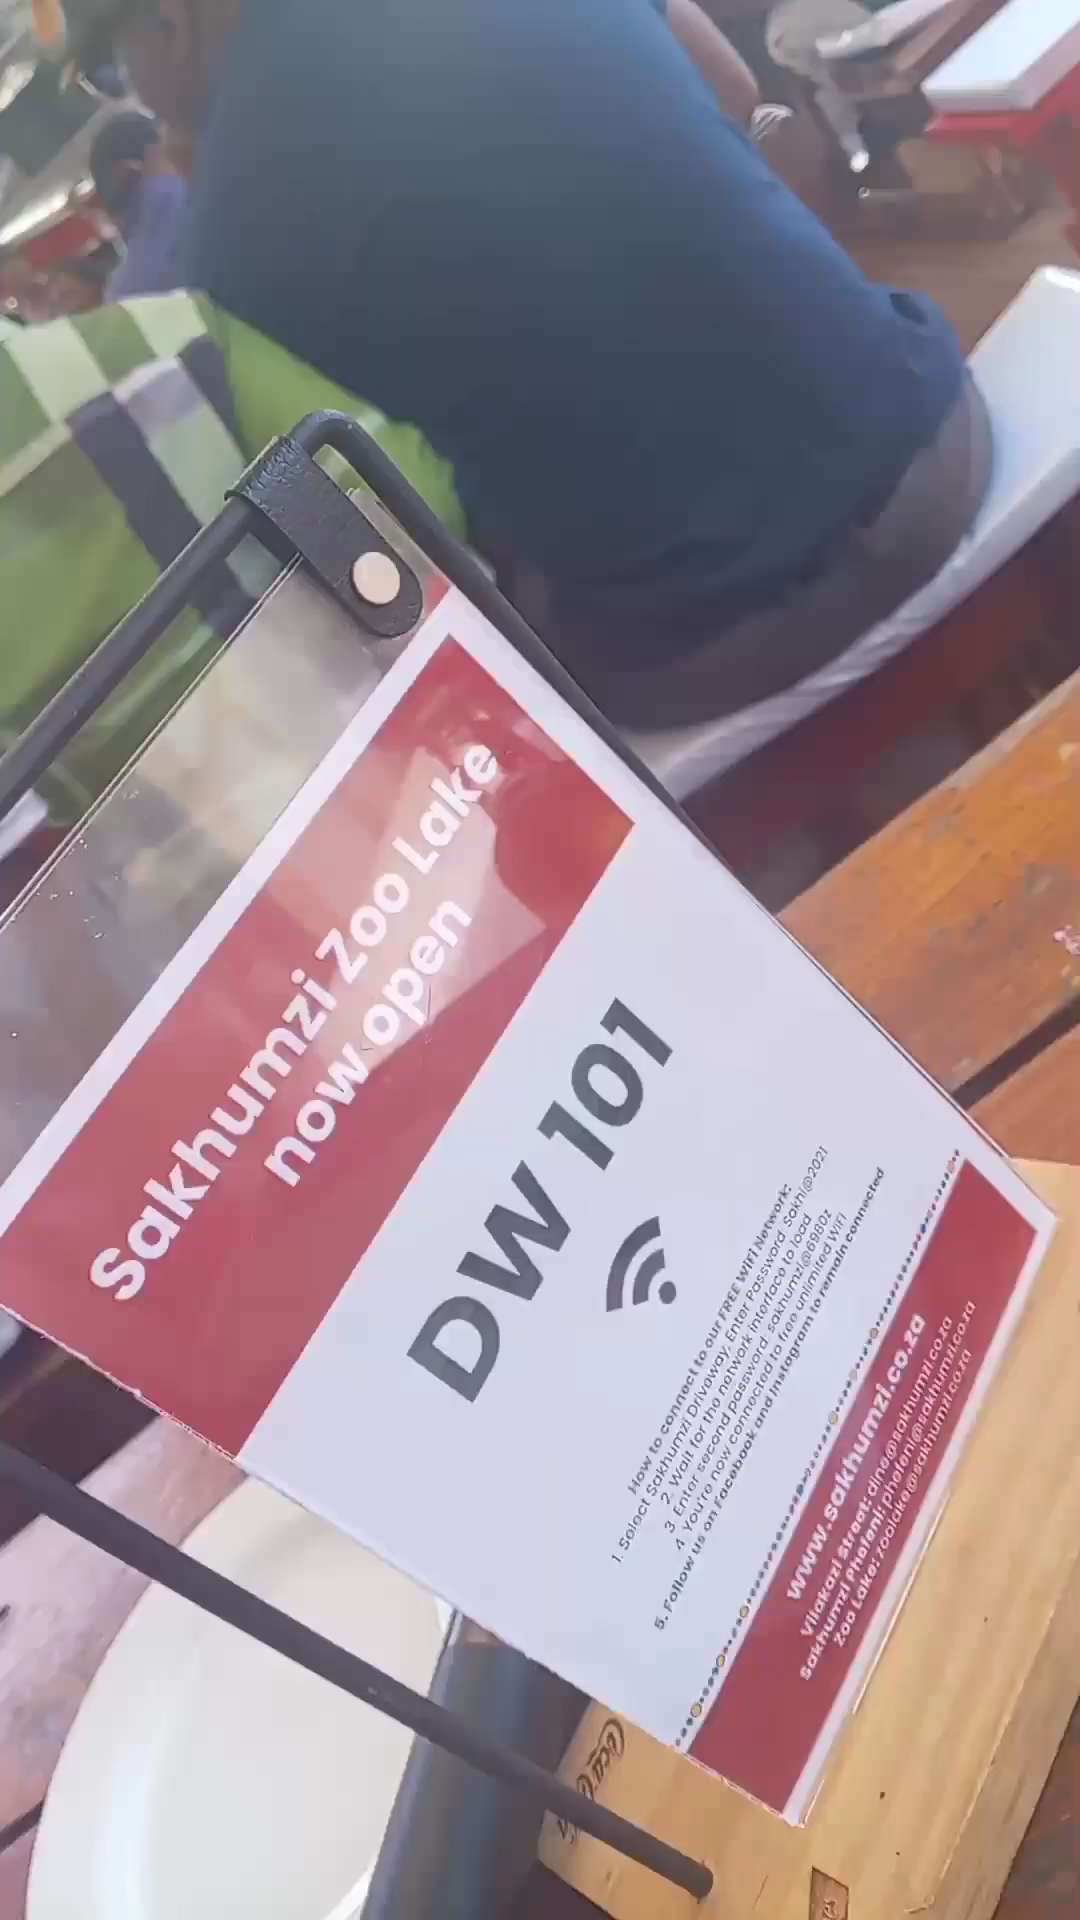 Sakhumzi Zoo Lake
now open
DW 101
How to connect to our FREE WiFi Network:
1. Select Sakhumzi Driveway, Enter Password: Sakhi@2021
2. Wait for the network interface to load
3. Enter second password: sakhumzi@6980z
4. You're now connected to free unlimited WiFi
5. Follow us on Facebook and Instagram to remain connected
www.sakhumzi.co.za
Vilakazi Street: dine@sakhumzi.co.za
Sakhumzi Phefeni: phefeni@sakhumzi.co.za
Zoo Lake: zoolake@sakhumzi.co.za
Coca-Cola